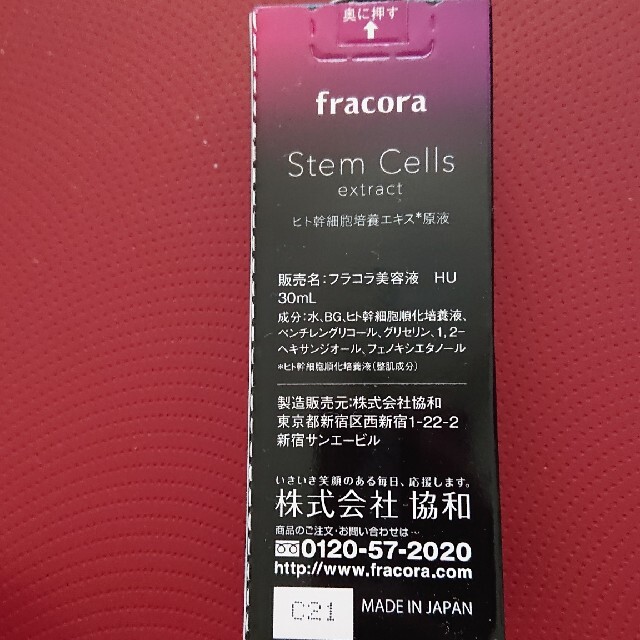 奥に押す
fracora
Stem Cells
extract
ヒト幹細胞培養エキス*原液
販売名:フラコラ美容液 HU
30mL
成分:水、BG、ヒト幹細胞順化培養液、
ペンチレングリコール、グリセリン、1,2-
ヘキサンジオール、フェノキシエタノール
*ヒト幹細胞順化培養液(整肌成分)
製造販売元:株式会社協和
東京都新宿区西新宿1-22-2
新宿サンエービル
いきいき笑顔のある毎日、応援します。
株式会社 協和
商品のご注文・お問い合わせは…
0120-57-2020
http://www.fracora.com
C21 MADE IN JAPAN